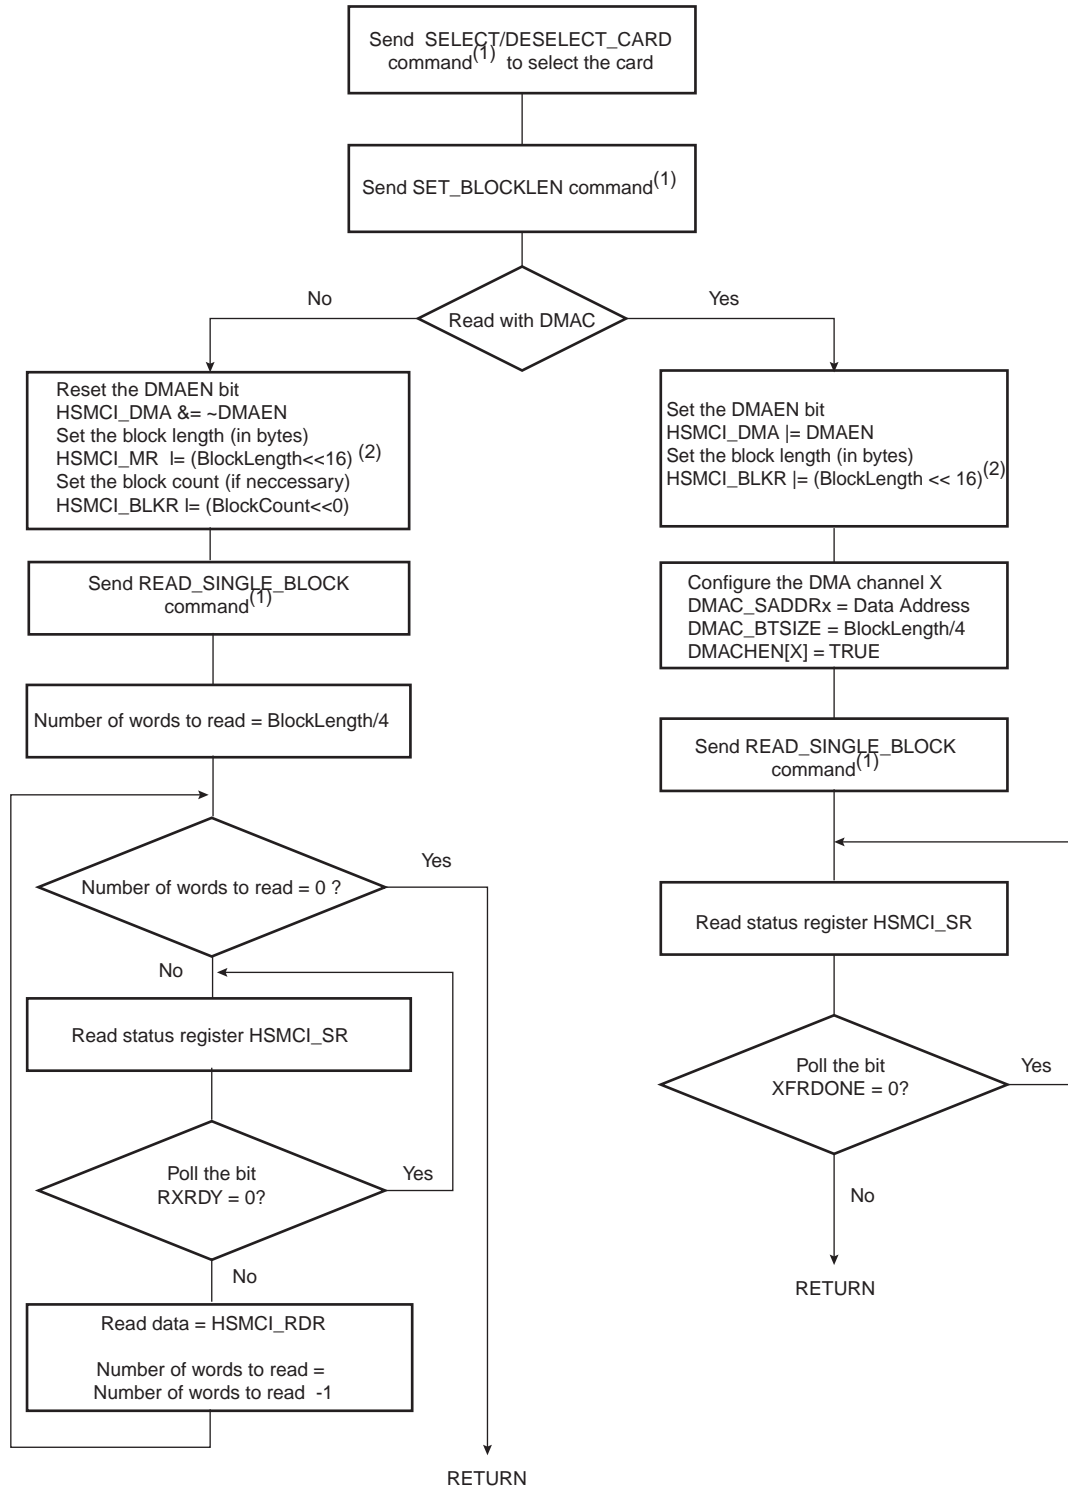 Send SELECT/DESELECT_CARD
command(1) to select the card
Send SET_BLOCKLEN command(1)
Read with DMAC
No
Yes
Reset the DMAEN bit
HSMCI_DMA &= ~DMAEN
Set the block length (in bytes)
HSMCI_MR |= (BlockLength<<16) (2)
Set the block count (if neccessary)
HSMCI_BLKR |= (BlockCount<<0)
Send READ_SINGLE_BLOCK
command(1)
Number of words to read = BlockLength/4
Number of words to read = 0 ?
Yes
No
Read status register HSMCI_SR
Poll the bit
RXRDY = 0?
Yes
No
Read data = HSMCI_RDR
Number of words to read =
Number of words to read -1
RETURN
Set the DMAEN bit
HSMCI_DMA |= DMAEN
Set the block length (in bytes)
HSMCI_BLKR |= (BlockLength << 16)(2)
Configure the DMA channel X
DMAC_SADDRx = Data Address
DMAC_BTSIZE = BlockLength/4
DMACHEN[X] = TRUE
Send READ_SINGLE_BLOCK
command(1)
Read status register HSMCI_SR
Poll the bit
XFRDONE = 0?
Yes
No
RETURN